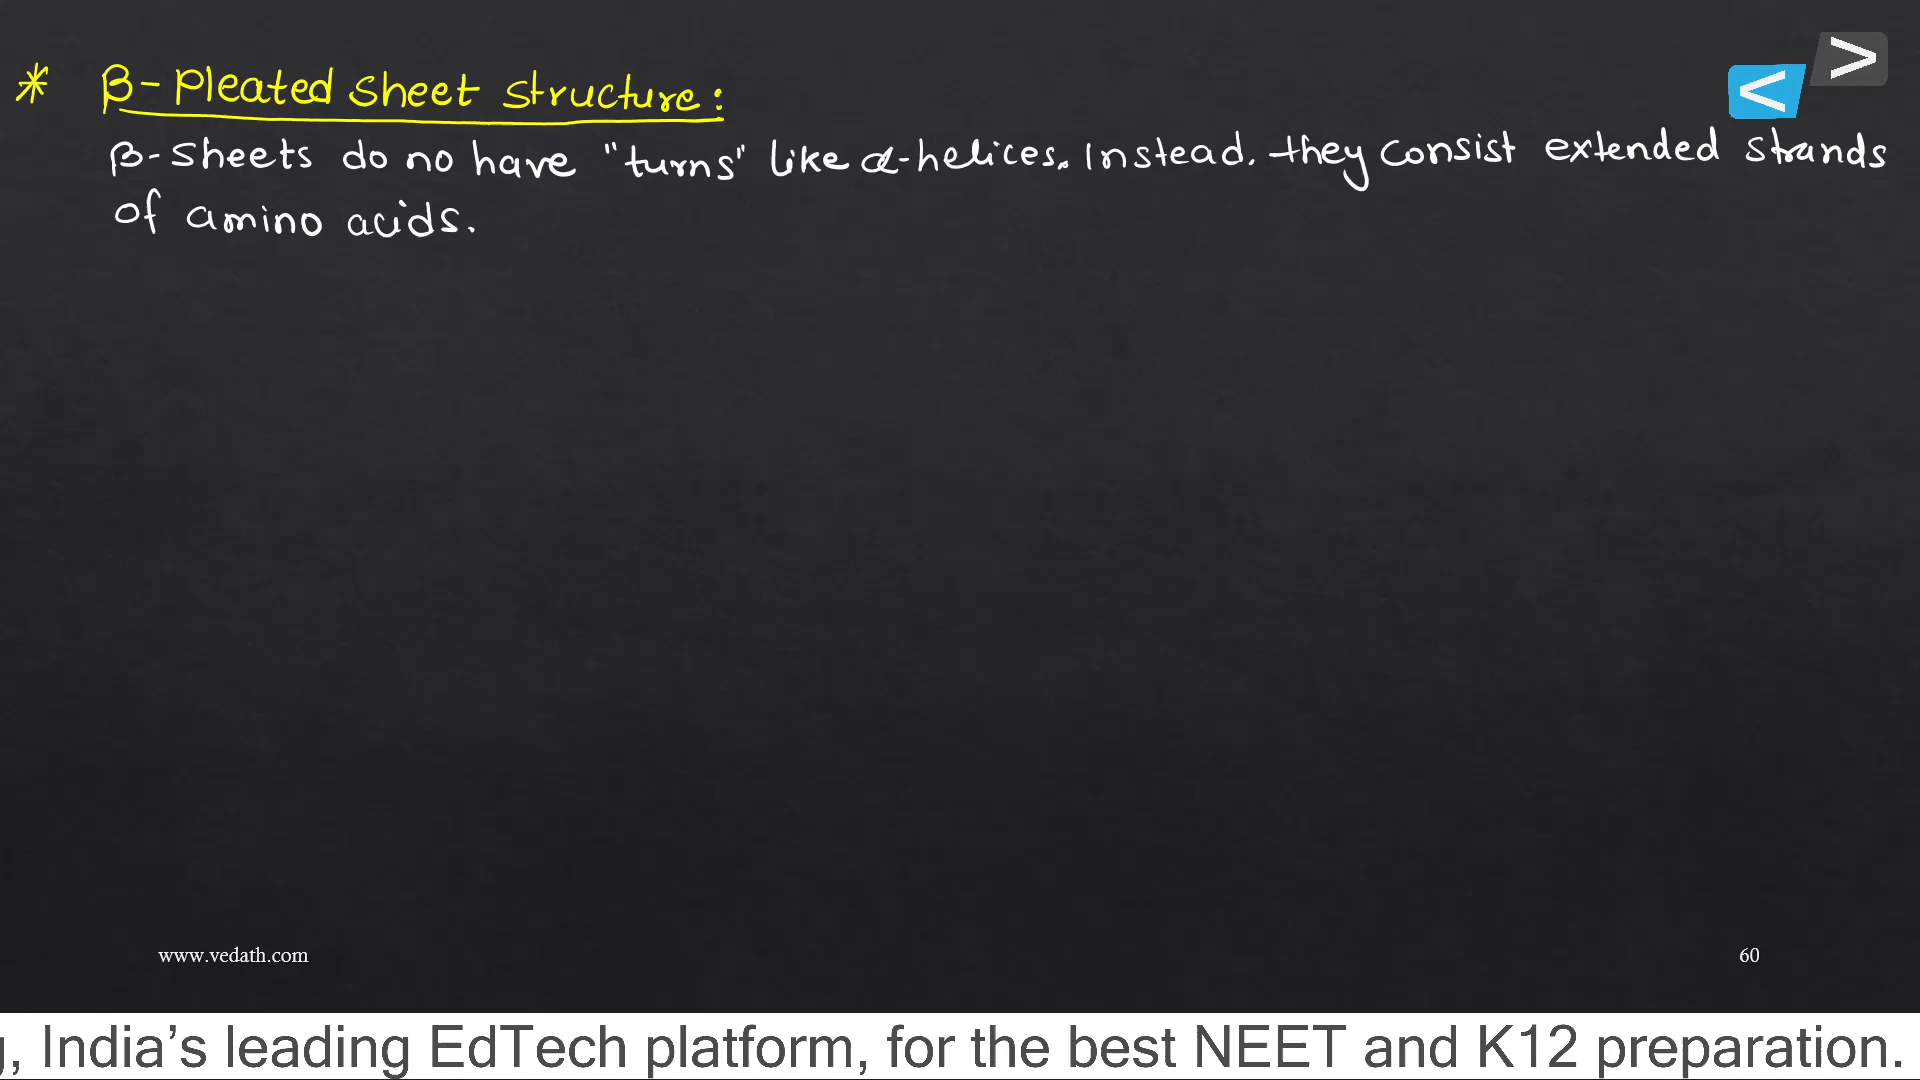 * β- Pleated sheet structure:
β-sheets do no have "turns" like α-helices. Instead. they consist extended strands
of amino acids.
www.vedath.com
60
, India’s leading EdTech platform, for the best NEET and K12 preparation.